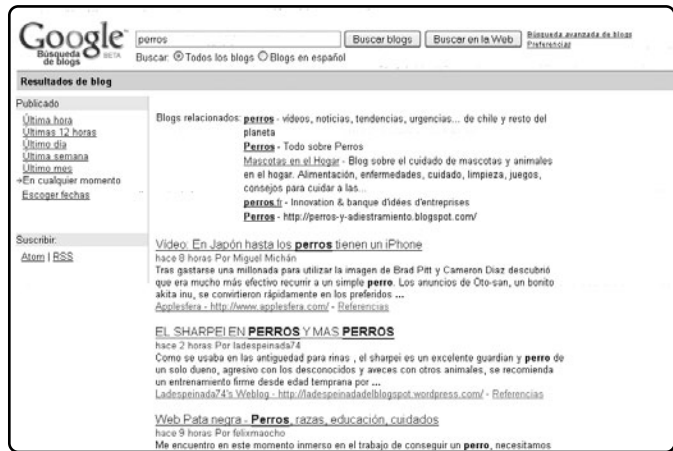 Google
Búsqueda de blogs BETA
perros
Buscar blogs Buscar en la Web
Búsqueda avanzada de blogs
Preferencias
Buscar: Todos los blogs Blogs en español
Resultados de blog
Publicado
Última hora
Últimas 12 horas
Último día
Última semana
Último mes
→En cualquier momento
Escoger fechas
Suscribir:
Atom | RSS
Blogs relacionados: perros - vídeos, noticias, tendencias, urgencias... de chile y resto del
planeta
Perros - Todo sobre Perros
Mascotas en el Hogar - Blog sobre el cuidado de mascotas y animales
en el hogar. Alimentación, enfermedades, cuidado, limpieza, juegos,
consejos para cuidar a las...
perros.fr - Innovation & banque d'idées d'entreprises
Perros - http://perros-y-adiestramiento.blogspot.com/
Vídeo: En Japón hasta los perros tienen un iPhone
hace 8 horas Por Miguel Michán
Tras gastarse una millonada para utilizar la imagen de Brad Pitt y Cameron Diaz descubrió
que era mucho más efectivo recurrir a un simple perro. Los anuncios de Oto-san, un bonito
akita inu, se convirtieron rápidamente en los preferidos ...
Applesfera - http://www.applesfera.com/ - Referencias
EL SHARPEI EN PERROS Y MAS PERROS
hace 2 horas Por ladespeinada74
Como se usaba en las antiguedad para rinas , el sharpei es un excelente guardian y perro de
un solo dueno, agresivo con los desconocidos y aveces con otros animales, se recomienda
un entrenamiento firme desde edad temprana por ...
Ladespeinada74's Weblog - http://ladespeinadadelblogspot.wordpress.com/ - Referencias
Web Pata negra - Perros, razas, educación, cuidados
hace 9 horas Por felixmaocho
Me encuentro en este momento inmerso en el trabajo de conseguir un perro, necesitamos